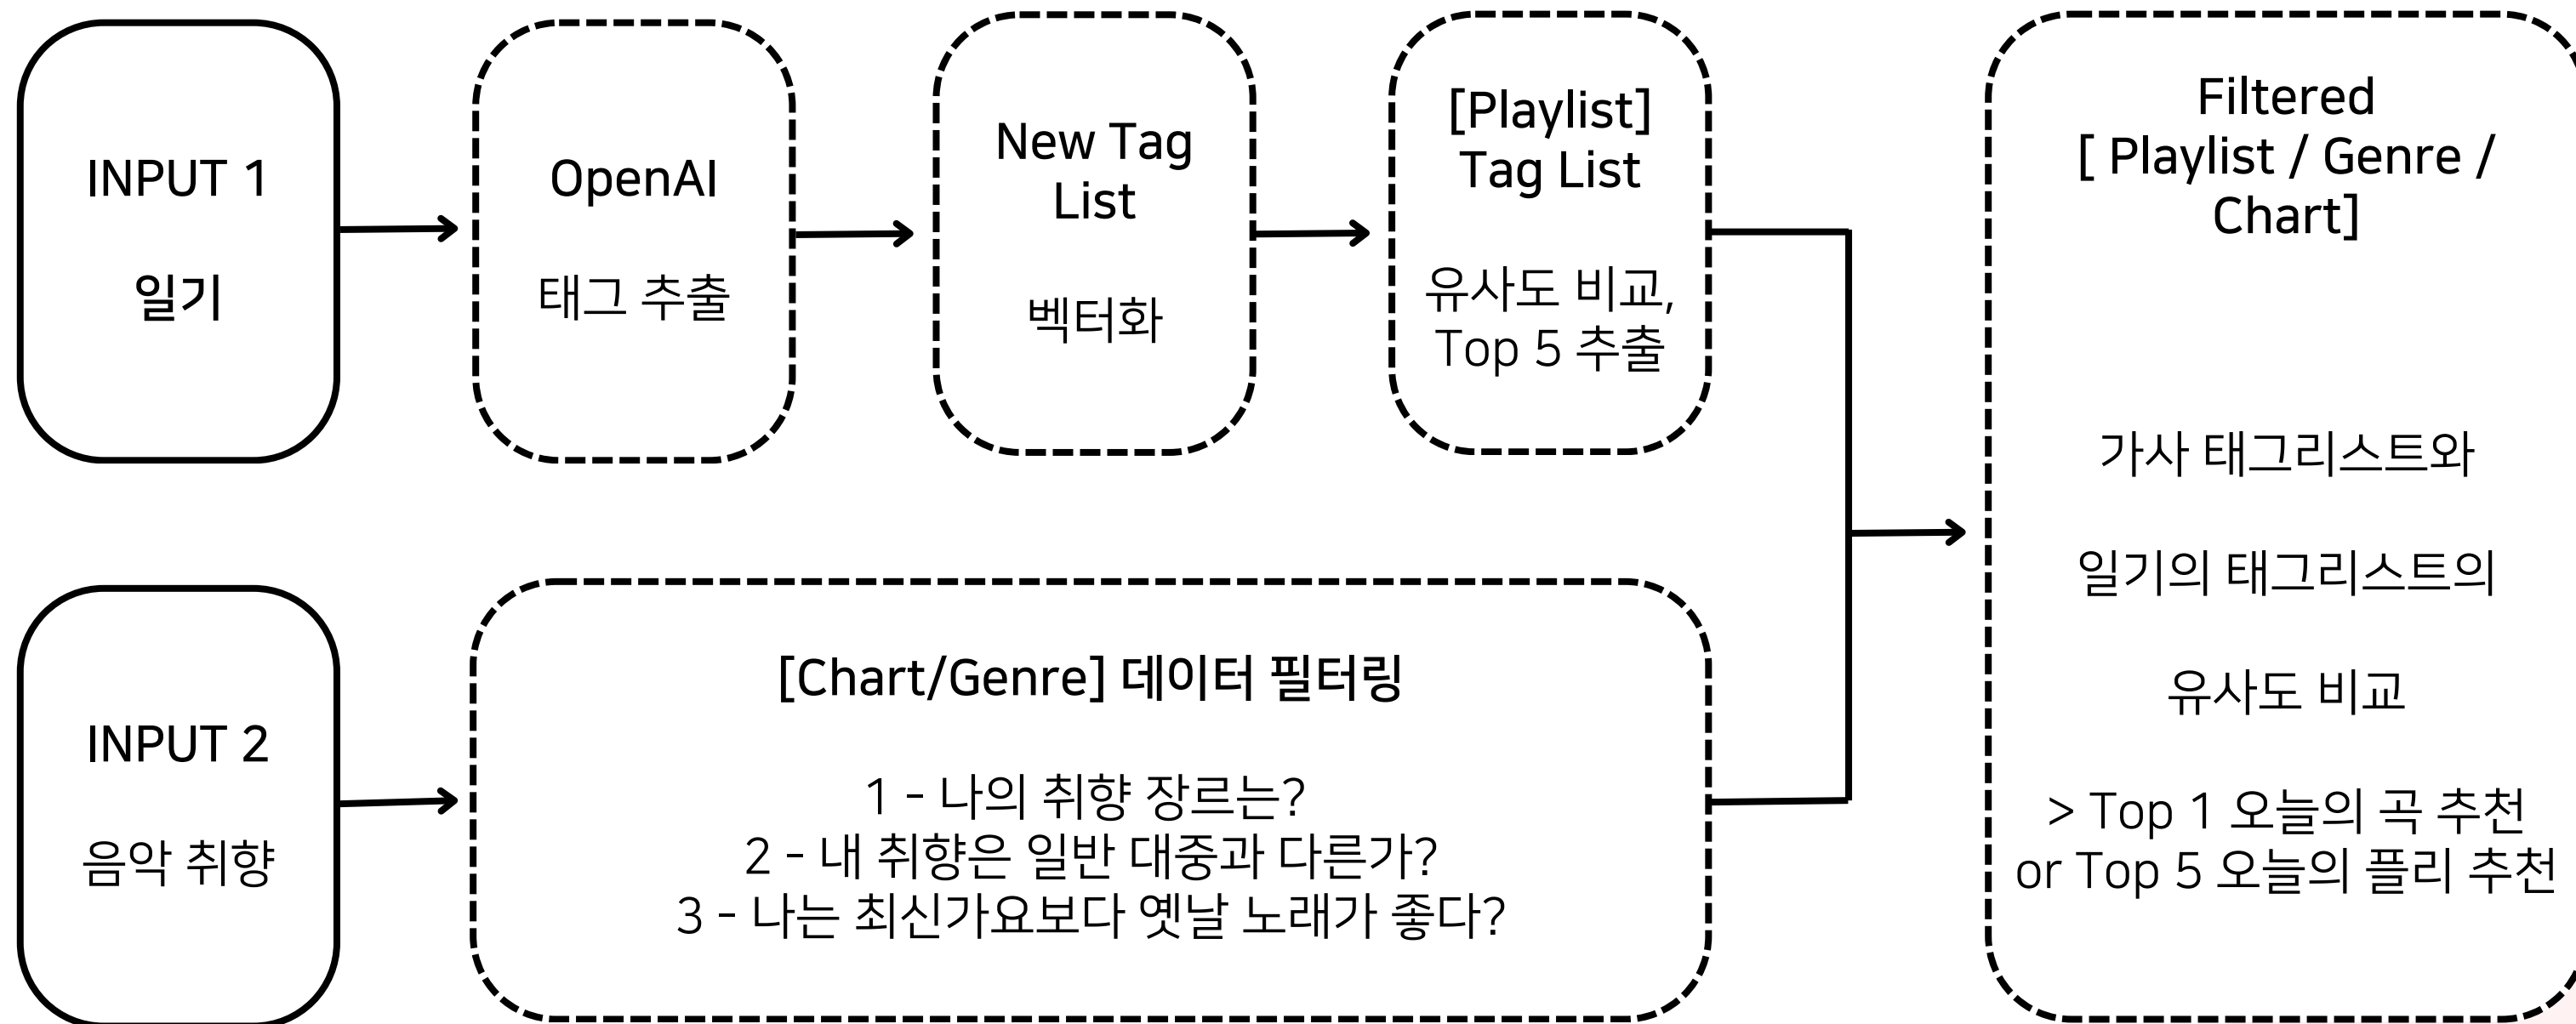 INPUT 1
일기
OpenAI
태그 추출
New Tag
List
벡터화
[Playlist]
Tag List
유사도 비교,
Top 5 추출
INPUT 2
음악 취향
[Chart/Genre] 데이터 필터링
1 - 나의 취향 장르는?
2 - 내 취향은 일반 대중과 다른가?
3 - 나는 최신가요보다 옛날 노래가 좋다?
Filtered
[ Playlist / Genre /
Chart]
가사 태그리스트와
일기의 태그리스트의
유사도 비교
> Top 1 오늘의 곡 추천
or Top 5 오늘의 플리 추천